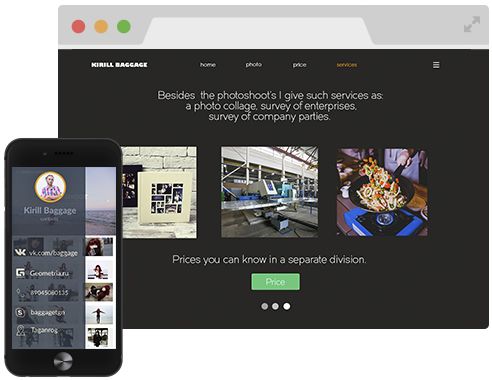 KIRILL BAGGAGE
home photo price services
Besides the photoshoot's I give such services as:
a photo collage, survey of enterprises,
survey of company parties.
Prices you can know in a separate division.
Price
Kirill Baggage
vk.com/baggage
Geometria.ru
89045080135
baggagetgn
Taganrog